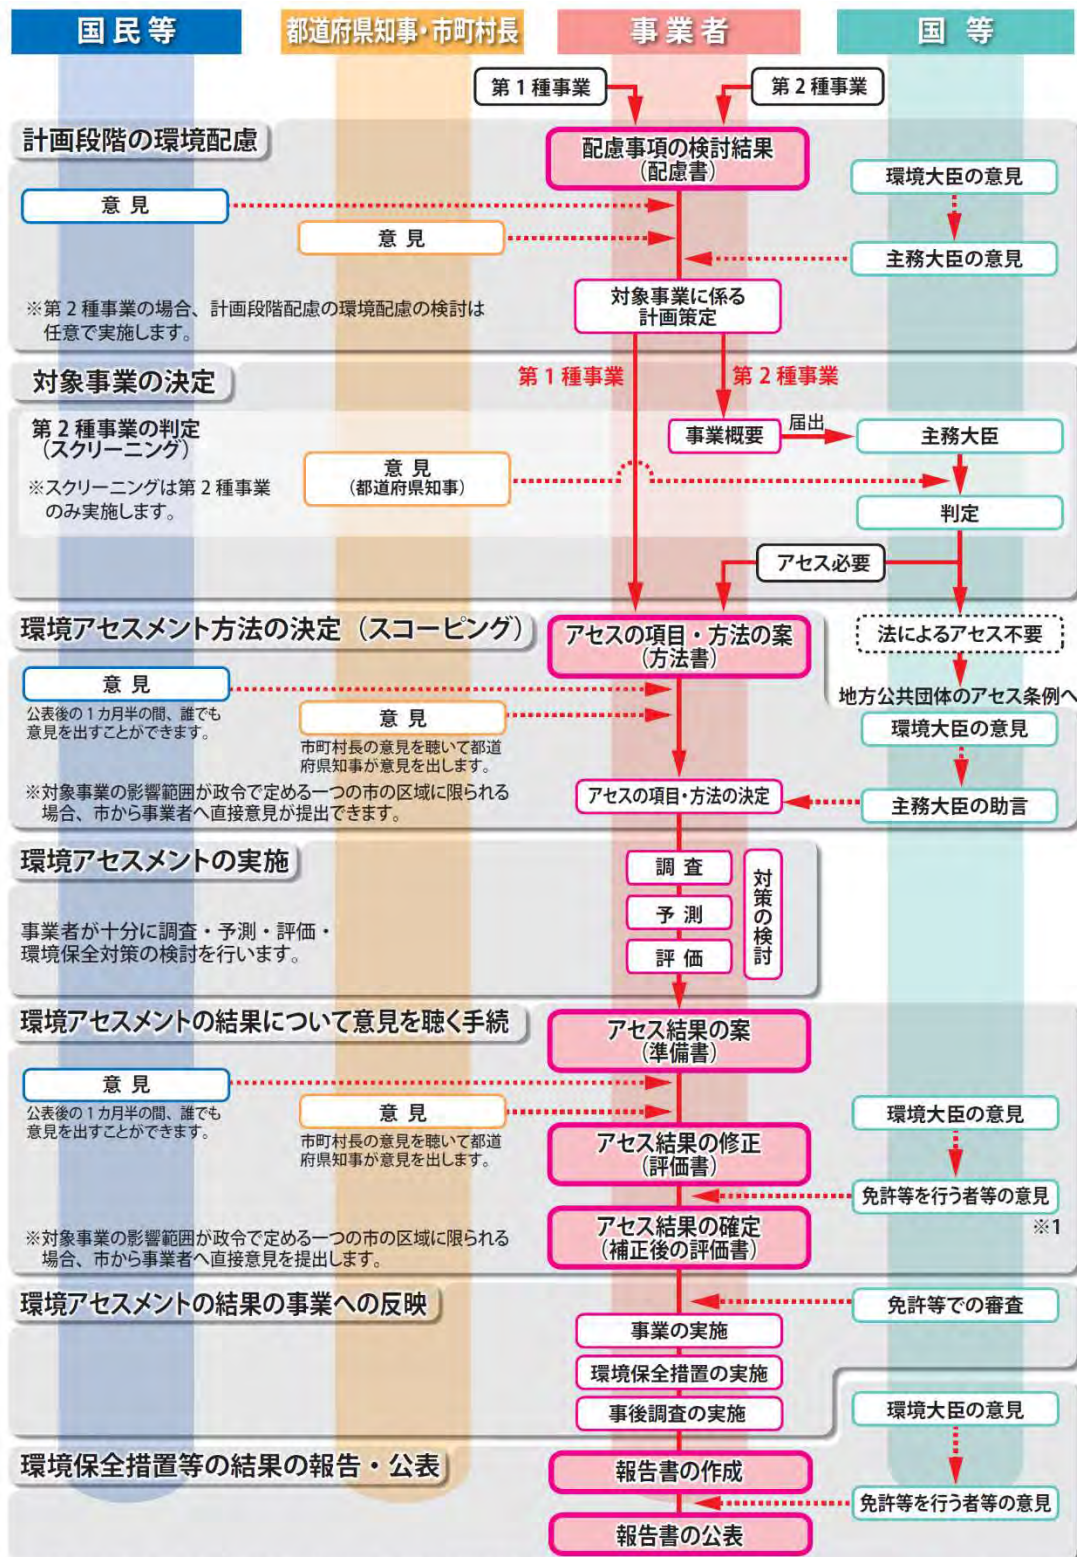 国民等
都道府県知事・市町村長
事業者
国 等
第1種事業
第2種事業
計画段階の環境配慮
配慮事項の検討結果
(配慮書)
環境大臣の意見
意 見
意 見
主務大臣の意見
対象事業に係る
計画策定
※第2種事業の場合、計画段階配慮の環境配慮の検討は
任意で実施します。
対象事業の決定
第1種事業
第2種事業
第2種事業の判定
(スクリーニング)
事業概要
届出
主務大臣
意 見
(都道府県知事)
※スクリーニングは第2種事業
のみ実施します。
判定
アセス必要
環境アセスメント方法の決定(スコーピング)
アセスの項目・方法の案
(方法書)
法によるアセス不要
地方公共団体のアセス条例へ
意 見
公表後の1カ月半の間、誰でも
意見を出すことができます。
意 見
市町村長の意見を聴いて都道
府県知事が意見を出します。
環境大臣の意見
※対象事業の影響範囲が政令で定める一つの市の区域に限られる
場合、市から事業者へ直接意見が提出できます。
アセスの項目・方法の決定
主務大臣の助言
環境アセスメントの実施
調 査
予 測
評 価
対策の検討
事業者が十分に調査・予測・評価・
環境保全対策の検討を行います。
環境アセスメントの結果について意見を聴く手続
アセス結果の案
(準備書)
意 見
公表後の1カ月半の間、誰でも
意見を出すことができます。
意 見
市町村長の意見を聴いて都道
府県知事が意見を出します。
環境大臣の意見
アセス結果の修正
(評価書)
免許等を行う者等の意見
※1
アセス結果の確定
(補正後の評価書)
※対象事業の影響範囲が政令で定める一つの市の区域に限られる
場合、市から事業者へ直接意見を提出します。
環境アセスメントの結果の事業への反映
免許等での審査
事業の実施
環境保全措置の実施
事後調査の実施
環境大臣の意見
環境保全措置等の結果の報告・公表
報告書の作成
免許等を行う者等の意見
報告書の公表